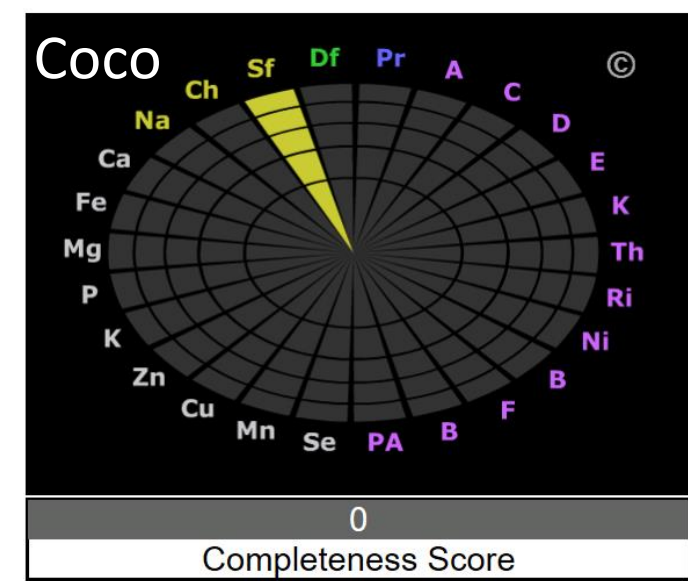 Coco
©
Sf
Df
Pr
A
C
D
E
K
Th
Ri
Ni
B
F
B
PA
Se
Mn
Cu
Zn
K
P
Mg
Fe
Ca
Na
Ch
0
Completeness Score